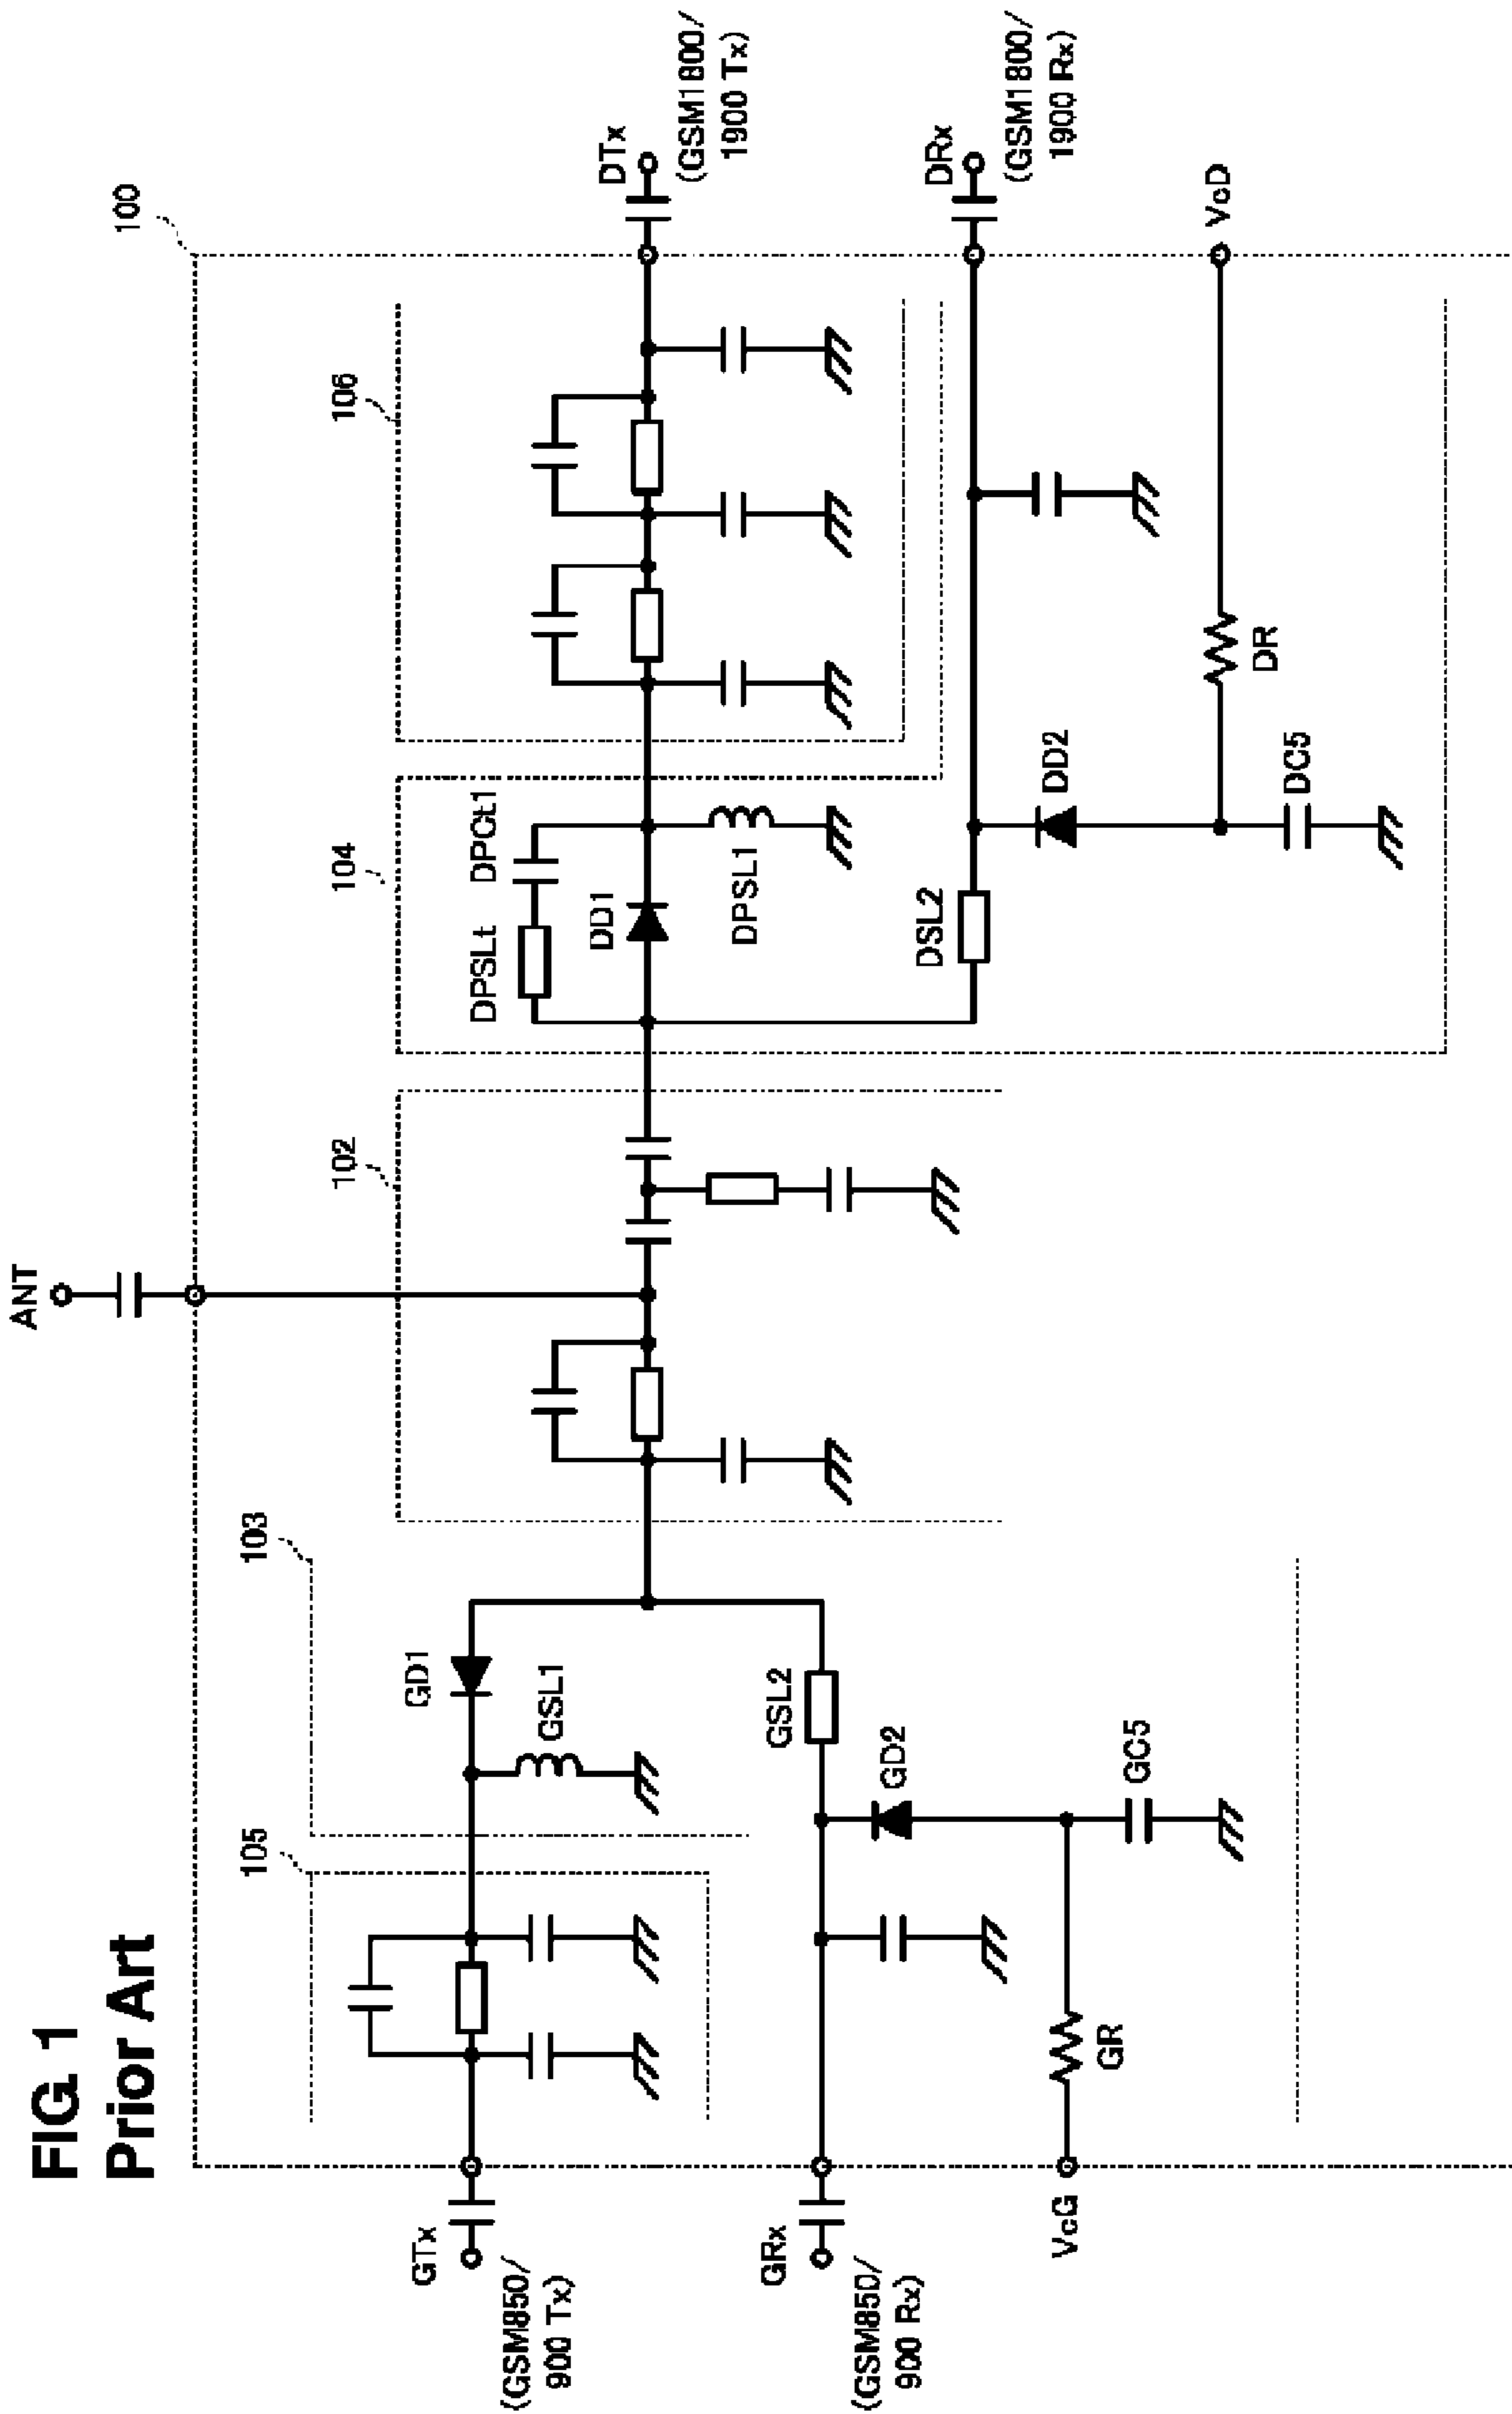 FIG. 1
Prior Art
ANT
100
103
102
104
106
105
GTx
(GSM850/
900 Tx)
GD1
GSL1
DPSLt
DPCt1
DD1
DPSL1
DTx
(GSM1800/
1900 Tx)
GRx
(GSM850/
900 Rx)
GSL2
GD2
GC5
GR
VcG
DSL2
DD2
DC5
DR
DRx
(GSM1800/
1900 Rx)
VcD